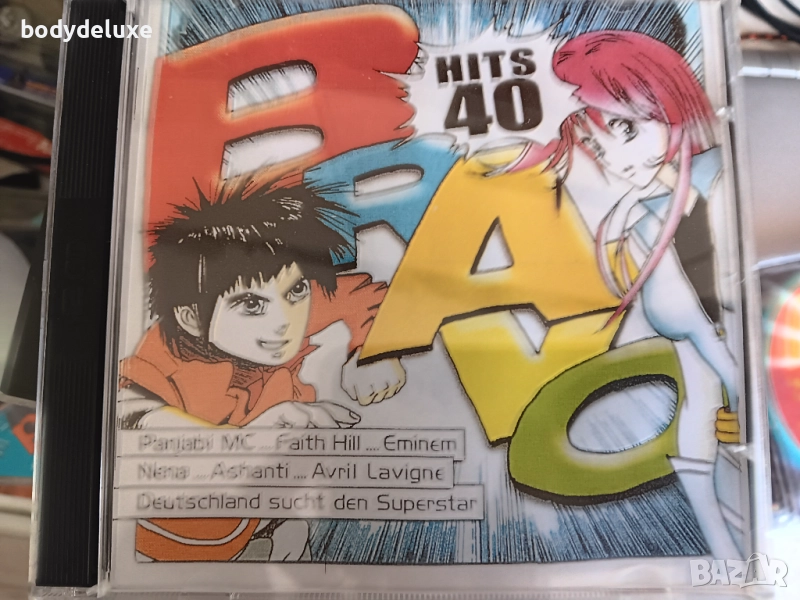 bodydeluxe
BRAVO
HITS
40
Panjabi MC .... Faith Hill .... Eminem
Nena .... Ashanti .... Avril Lavigne
Deutschland sucht den Superstar
BAZAR